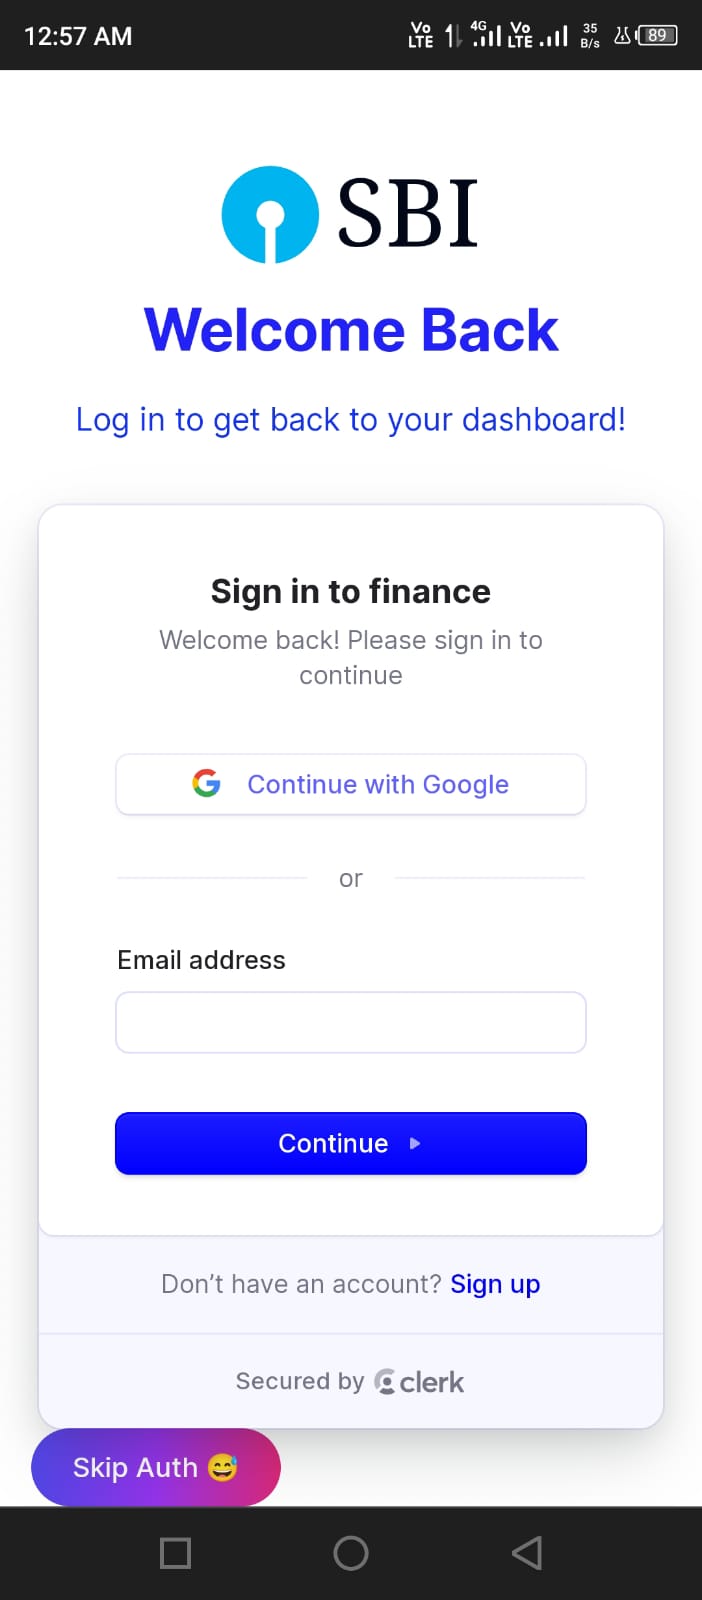 12:57 AM
Vo LTE 4G Vo LTE 35 B/s 89
SBI
Welcome Back
Log in to get back to your dashboard!
Sign in to finance
Welcome back! Please sign in to
continue
Continue with Google
or
Email address
Continue
Don’t have an account? Sign up
Secured by clerk
Skip Auth 😅